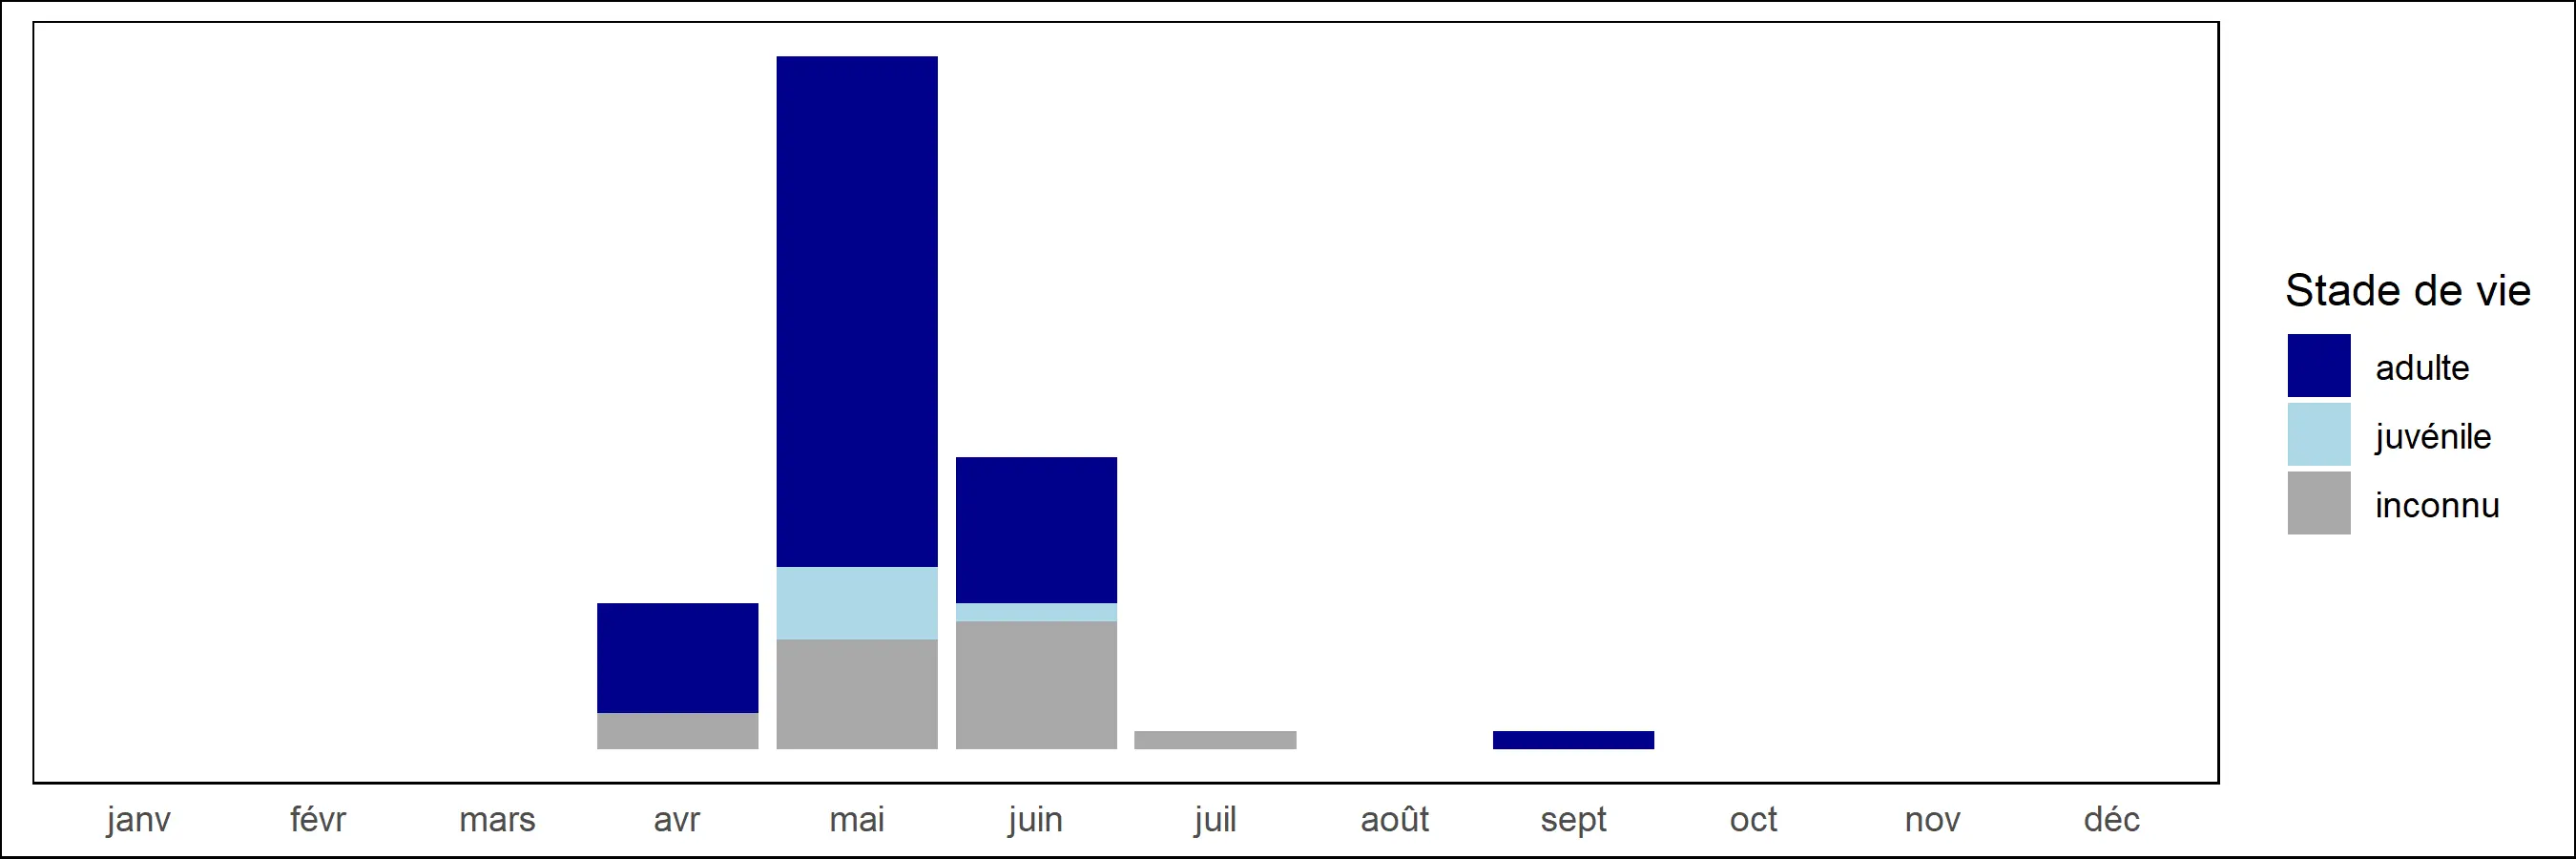 Stade de vie
adulte
juvénile
inconnu
janv févr mars avr mai juin juil août sept oct nov déc